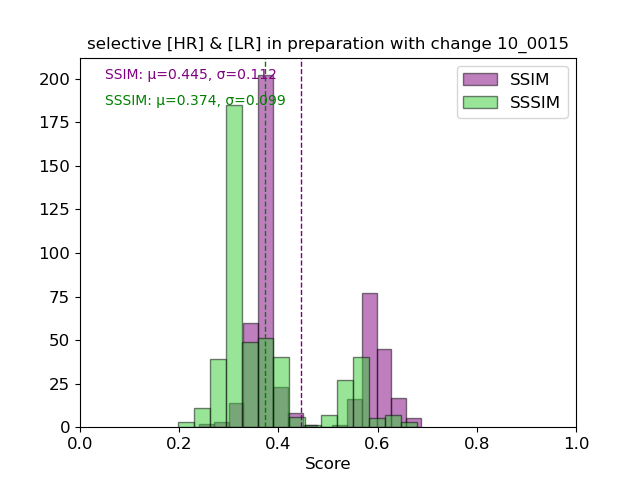 selective [HR] & [LR] in preparation with change 10_0015
SSIM: μ=0.445, σ=0.112
SSSIM: μ=0.374, σ=0.099
SSIM
SSSIM
200
175
150
125
100
75
50
25
0
0.0 0.2 0.4 0.6 0.8 1.0
Score